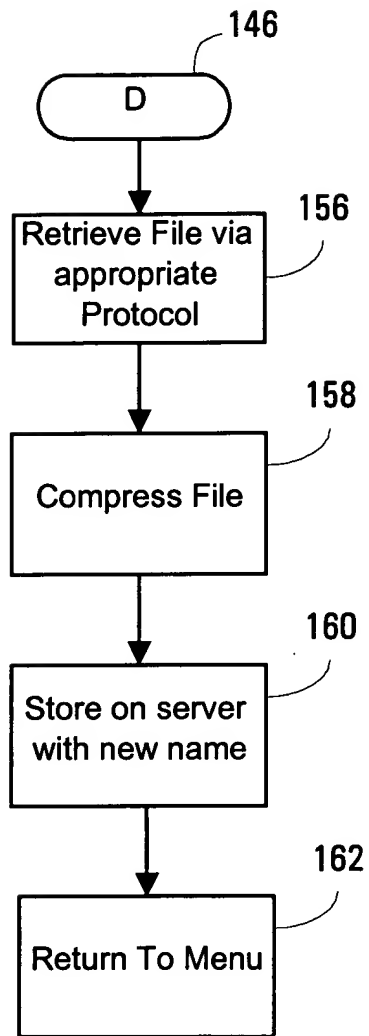 146
D
156
Retrieve File via
appropriate
Protocol
158
Compress File
160
Store on server
with new name
162
Return To Menu